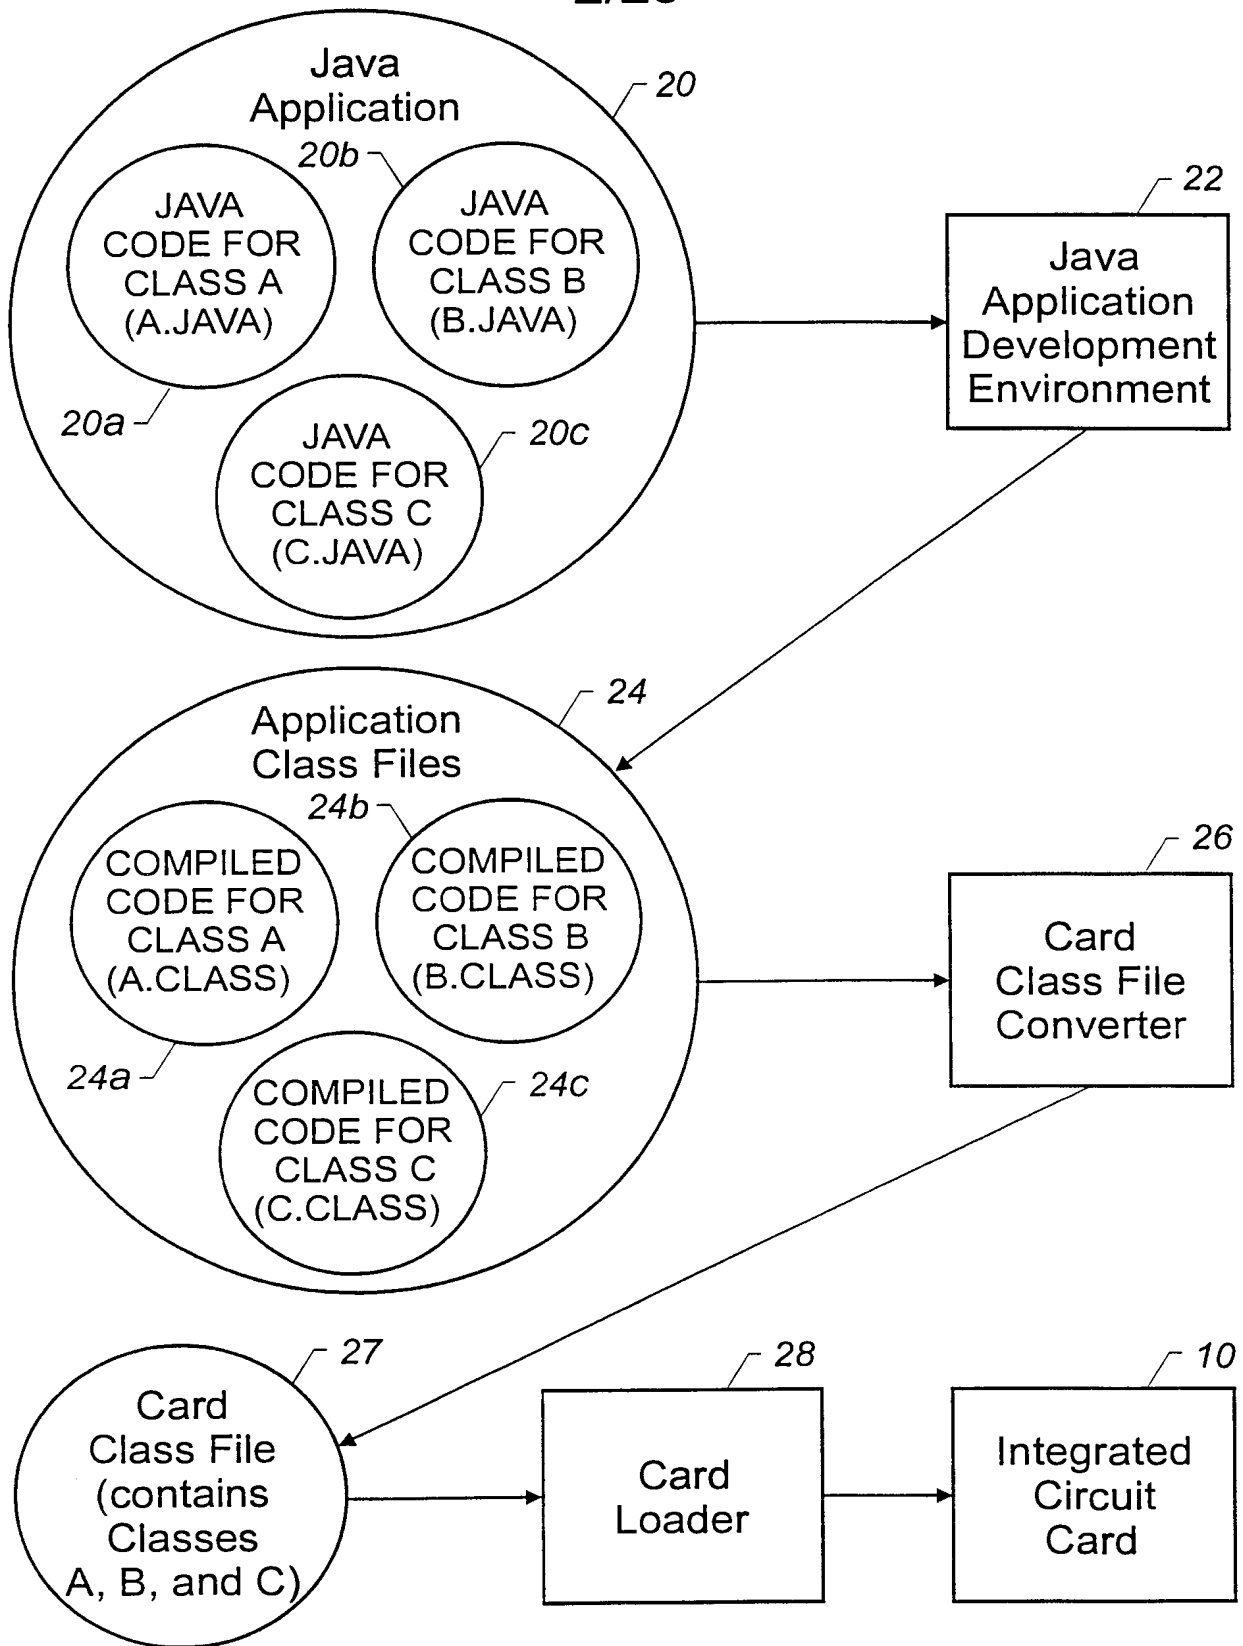 Java
Application
20
20b
JAVA
CODE FOR
CLASS A
(A.JAVA)
JAVA
CODE FOR
CLASS B
(B.JAVA)
20a
JAVA
CODE FOR
CLASS C
(C.JAVA)
20c
22
Java
Application
Development
Environment
24
Application
Class Files
24b
COMPILED
CODE FOR
CLASS A
(A.CLASS)
COMPILED
CODE FOR
CLASS B
(B.CLASS)
24a
COMPILED
CODE FOR
CLASS C
(C.CLASS)
24c
26
Card
Class File
Converter
27
Card
Class File
(contains
Classes
A, B, and C)
28
Card
Loader
10
Integrated
Circuit
Card